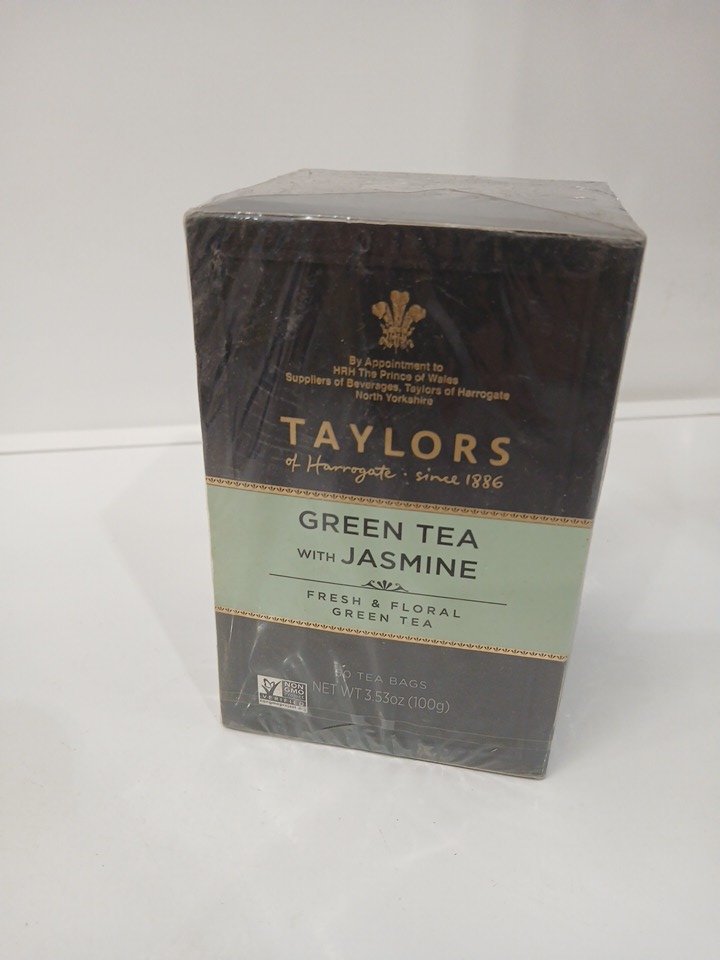 By Appointment to
HRH The Prince of Wales
Suppliers of Beverages, Taylors of Harrogate
North Yorkshire
TAYLORS
of Harrogate · since 1886
GREEN TEA
WITH JASMINE
FRESH & FLORAL
GREEN TEA
50 TEA BAGS
NET WT 3.53oz (100g)
NON
GMO
VERIFIED